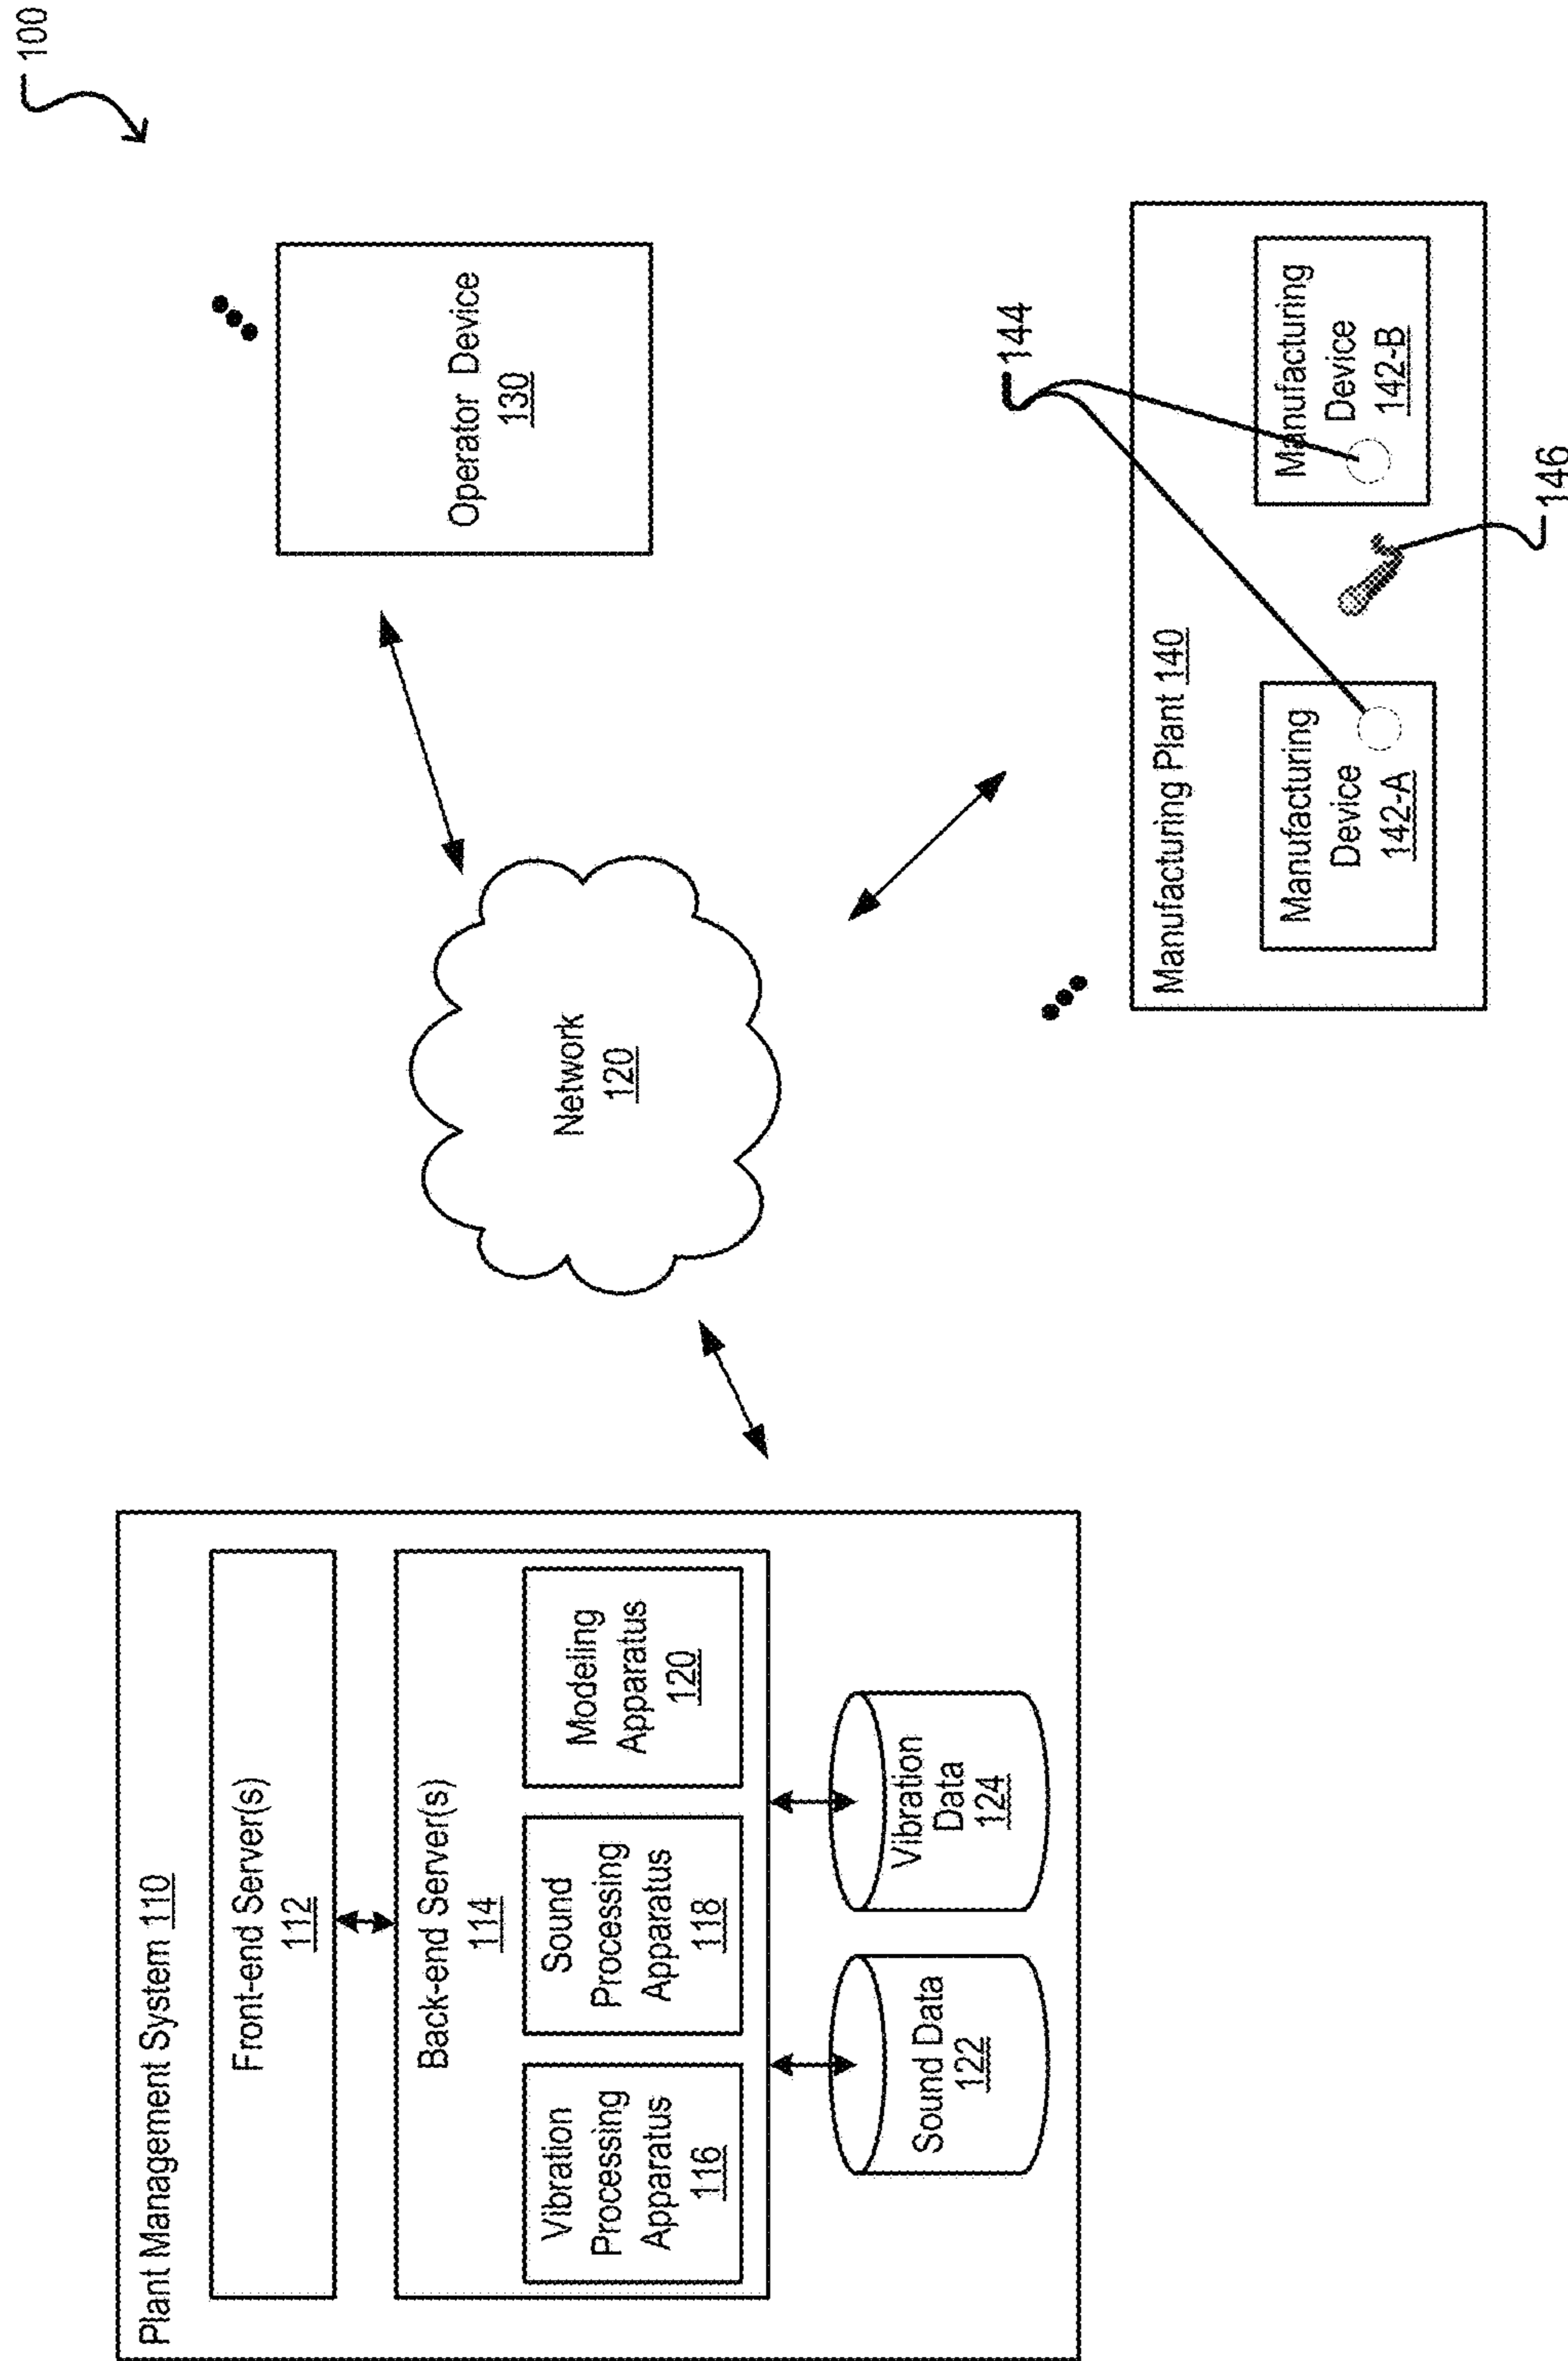 100
Plant Management System 110
Front-end Server(s)
112
Back-end Server(s)
114
Vibration
Processing
Apparatus
116
Sound
Processing
Apparatus
118
Modeling
Apparatus
120
Sound Data
122
Vibration
Data
124
Network
120
Operator Device
130
Manufacturing Plant 140
Manufacturing
Device
142-A
Manufacturing
Device
142-B
144
146